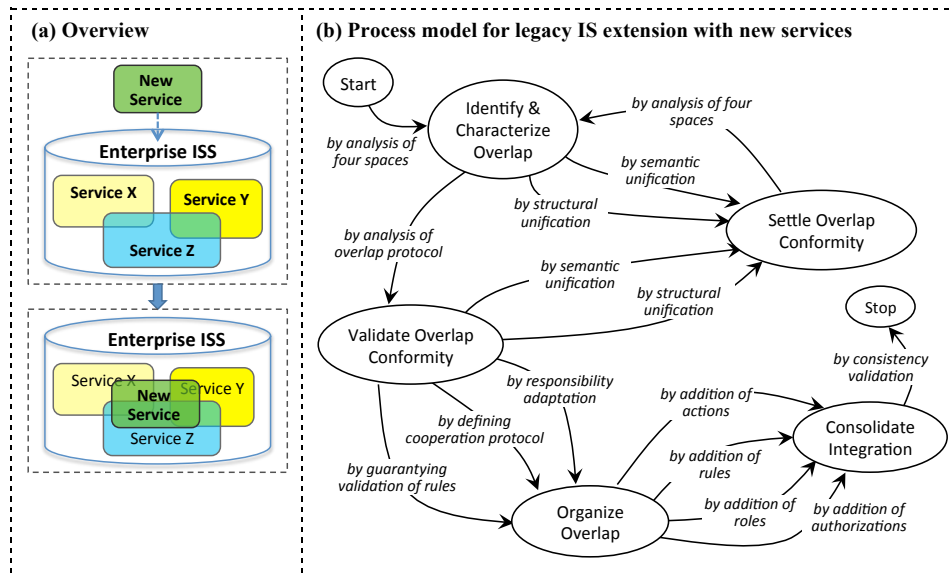 (a) Overview
New
Service
Enterprise ISS
Service X
Service Y
Service Z
Enterprise ISS
Service X
Service Y
New
Service
Service Z
(b) Process model for legacy IS extension with new services
Start
by analysis of
four spaces
Identify &
Characterize
Overlap
by analysis of four
spaces
by semantic
unification
by structural
unification
Settle Overlap
Conformity
by analysis of
overlap protocol
by semantic
unification
by structural
unification
Validate Overlap
Conformity
Stop
by consistency
validation
by responsibility
adaptation
by defining
cooperation protocol
by guarantying
validation of rules
by addition of
actions
by addition of
rules
by addition of
roles
by addition of
authorizations
Consolidate
Integration
Organize
Overlap